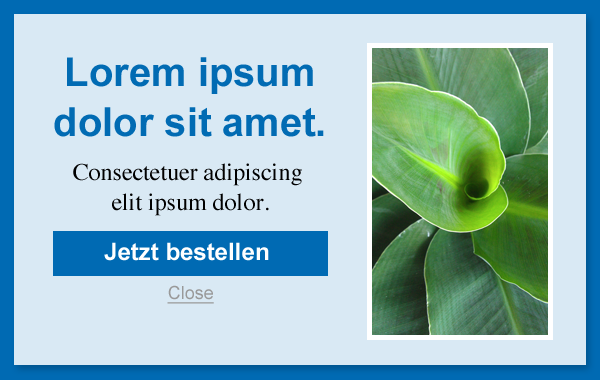 Lorem ipsum
dolor sit amet.
Consectetuer adipiscing
elit ipsum dolor.
Jetzt bestellen
Close